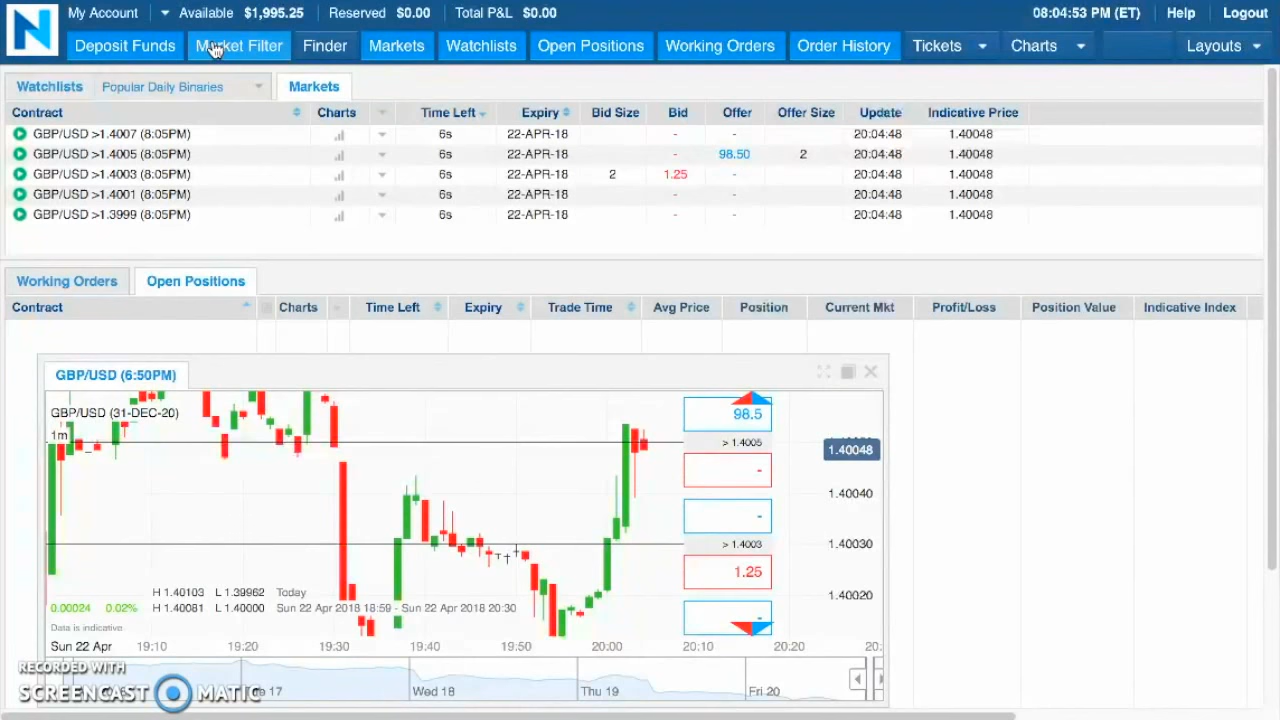 My Account Available $1,995.25 Reserved $0.00 Total P&L $0.00 08:04:53 PM (ET) Help Logout
N
Deposit Funds Market Filter Finder Markets Watchlists Open Positions Working Orders Order History Tickets Charts Layouts
Watchlists Popular Daily Binaries Markets
Contract Charts Time Left Expiry Bid Size Bid Offer Offer Size Update Indicative Price
GBP/USD >1.4007 (8:05PM) 6s 22-APR-18 - - 20:04:48 1.40048
GBP/USD >1.4005 (8:05PM) 6s 22-APR-18 - 98.50 2 20:04:48 1.40048
GBP/USD >1.4003 (8:05PM) 6s 22-APR-18 2 1.25 - 20:04:48 1.40048
GBP/USD >1.4001 (8:05PM) 6s 22-APR-18 - - 20:04:48 1.40048
GBP/USD >1.3999 (8:05PM) 6s 22-APR-18 - - 20:04:48 1.40048
Working Orders Open Positions
Contract Charts Time Left Expiry Trade Time Avg Price Position Current Mkt Profit/Loss Position Value Indicative Index
GBP/USD (6:50PM)
GBP/USD (31-DEC-20) 98.5
1m > 1.4005 1.40048
-
1.40040
-
> 1.4003 1.40030
1.25
H 1.40103 L 1.39962 Today 1.40020
0.00024 0.02% H 1.40081 L 1.40000 Sun 22 Apr 2018 18:59 - Sun 22 Apr 2018 20:30 -
Data is indicative
Sun 22 Apr 19:10 19:20 19:30 19:40 19:50 20:00 20:10 20:20 20:
RECORDED WITH
SCREENCAST MATIC 17 Wed 18 Thu 19 Fri 20